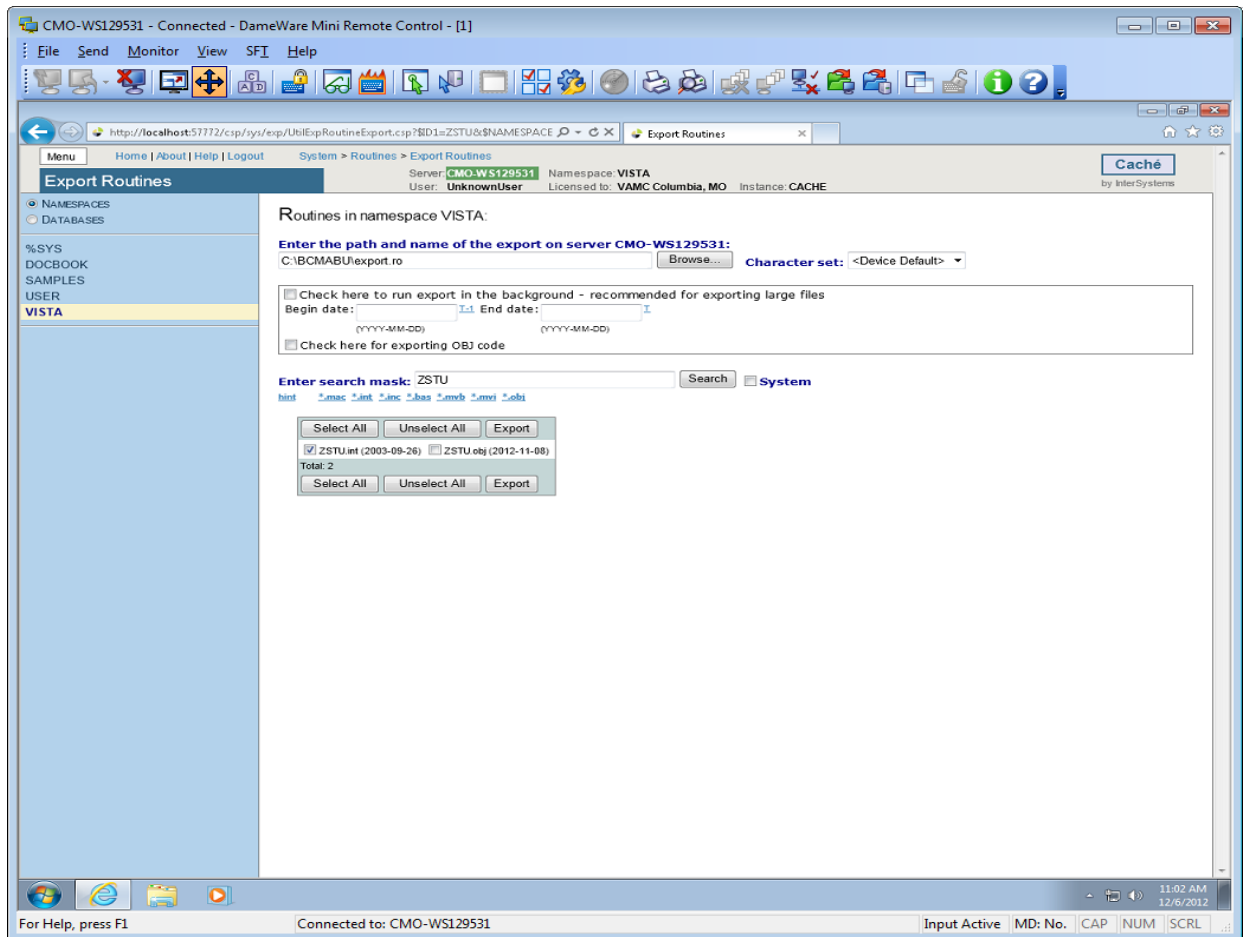 CMO-WS129531 - Connected - DameWare Mini Remote Control - [1]
File Send Monitor View SFT Help
http://localhost:57772/csp/sys/exp/UtilExpRoutineExport.csp?$ID1=ZSTU&$NAMESPACE
Export Routines
Menu Home | About | Help | Logout System > Routines > Export Routines
Caché
Export Routines
Server: CMO-WS129531 Namespace: VISTA
by InterSystems
User: UnknownUser Licensed to: VAMC Columbia, MO Instance: CACHE
NAMESPACES
DATABASES
%SYS
DOCBOOK
SAMPLES
USER
VISTA
Routines in namespace VISTA:
Enter the path and name of the export on server CMO-WS129531:
C:\BCMABU\export.ro Browse... Character set: <Device Default>
Check here to run export in the background - recommended for exporting large files
Begin date: T-1 End date: T
(YYYY-MM-DD) (YYYY-MM-DD)
Check here for exporting OBJ code
Enter search mask: ZSTU Search System
hint *.mac *.int *.inc *.bas *.mvb *.mvi *.obj
Select All Unselect All Export
ZSTU.int (2003-09-26) ZSTU.obj (2012-11-08)
Total: 2
Select All Unselect All Export
11:02 AM
12/6/2012
For Help, press F1 Connected to: CMO-WS129531 Input Active MD: No. CAP NUM SCRL